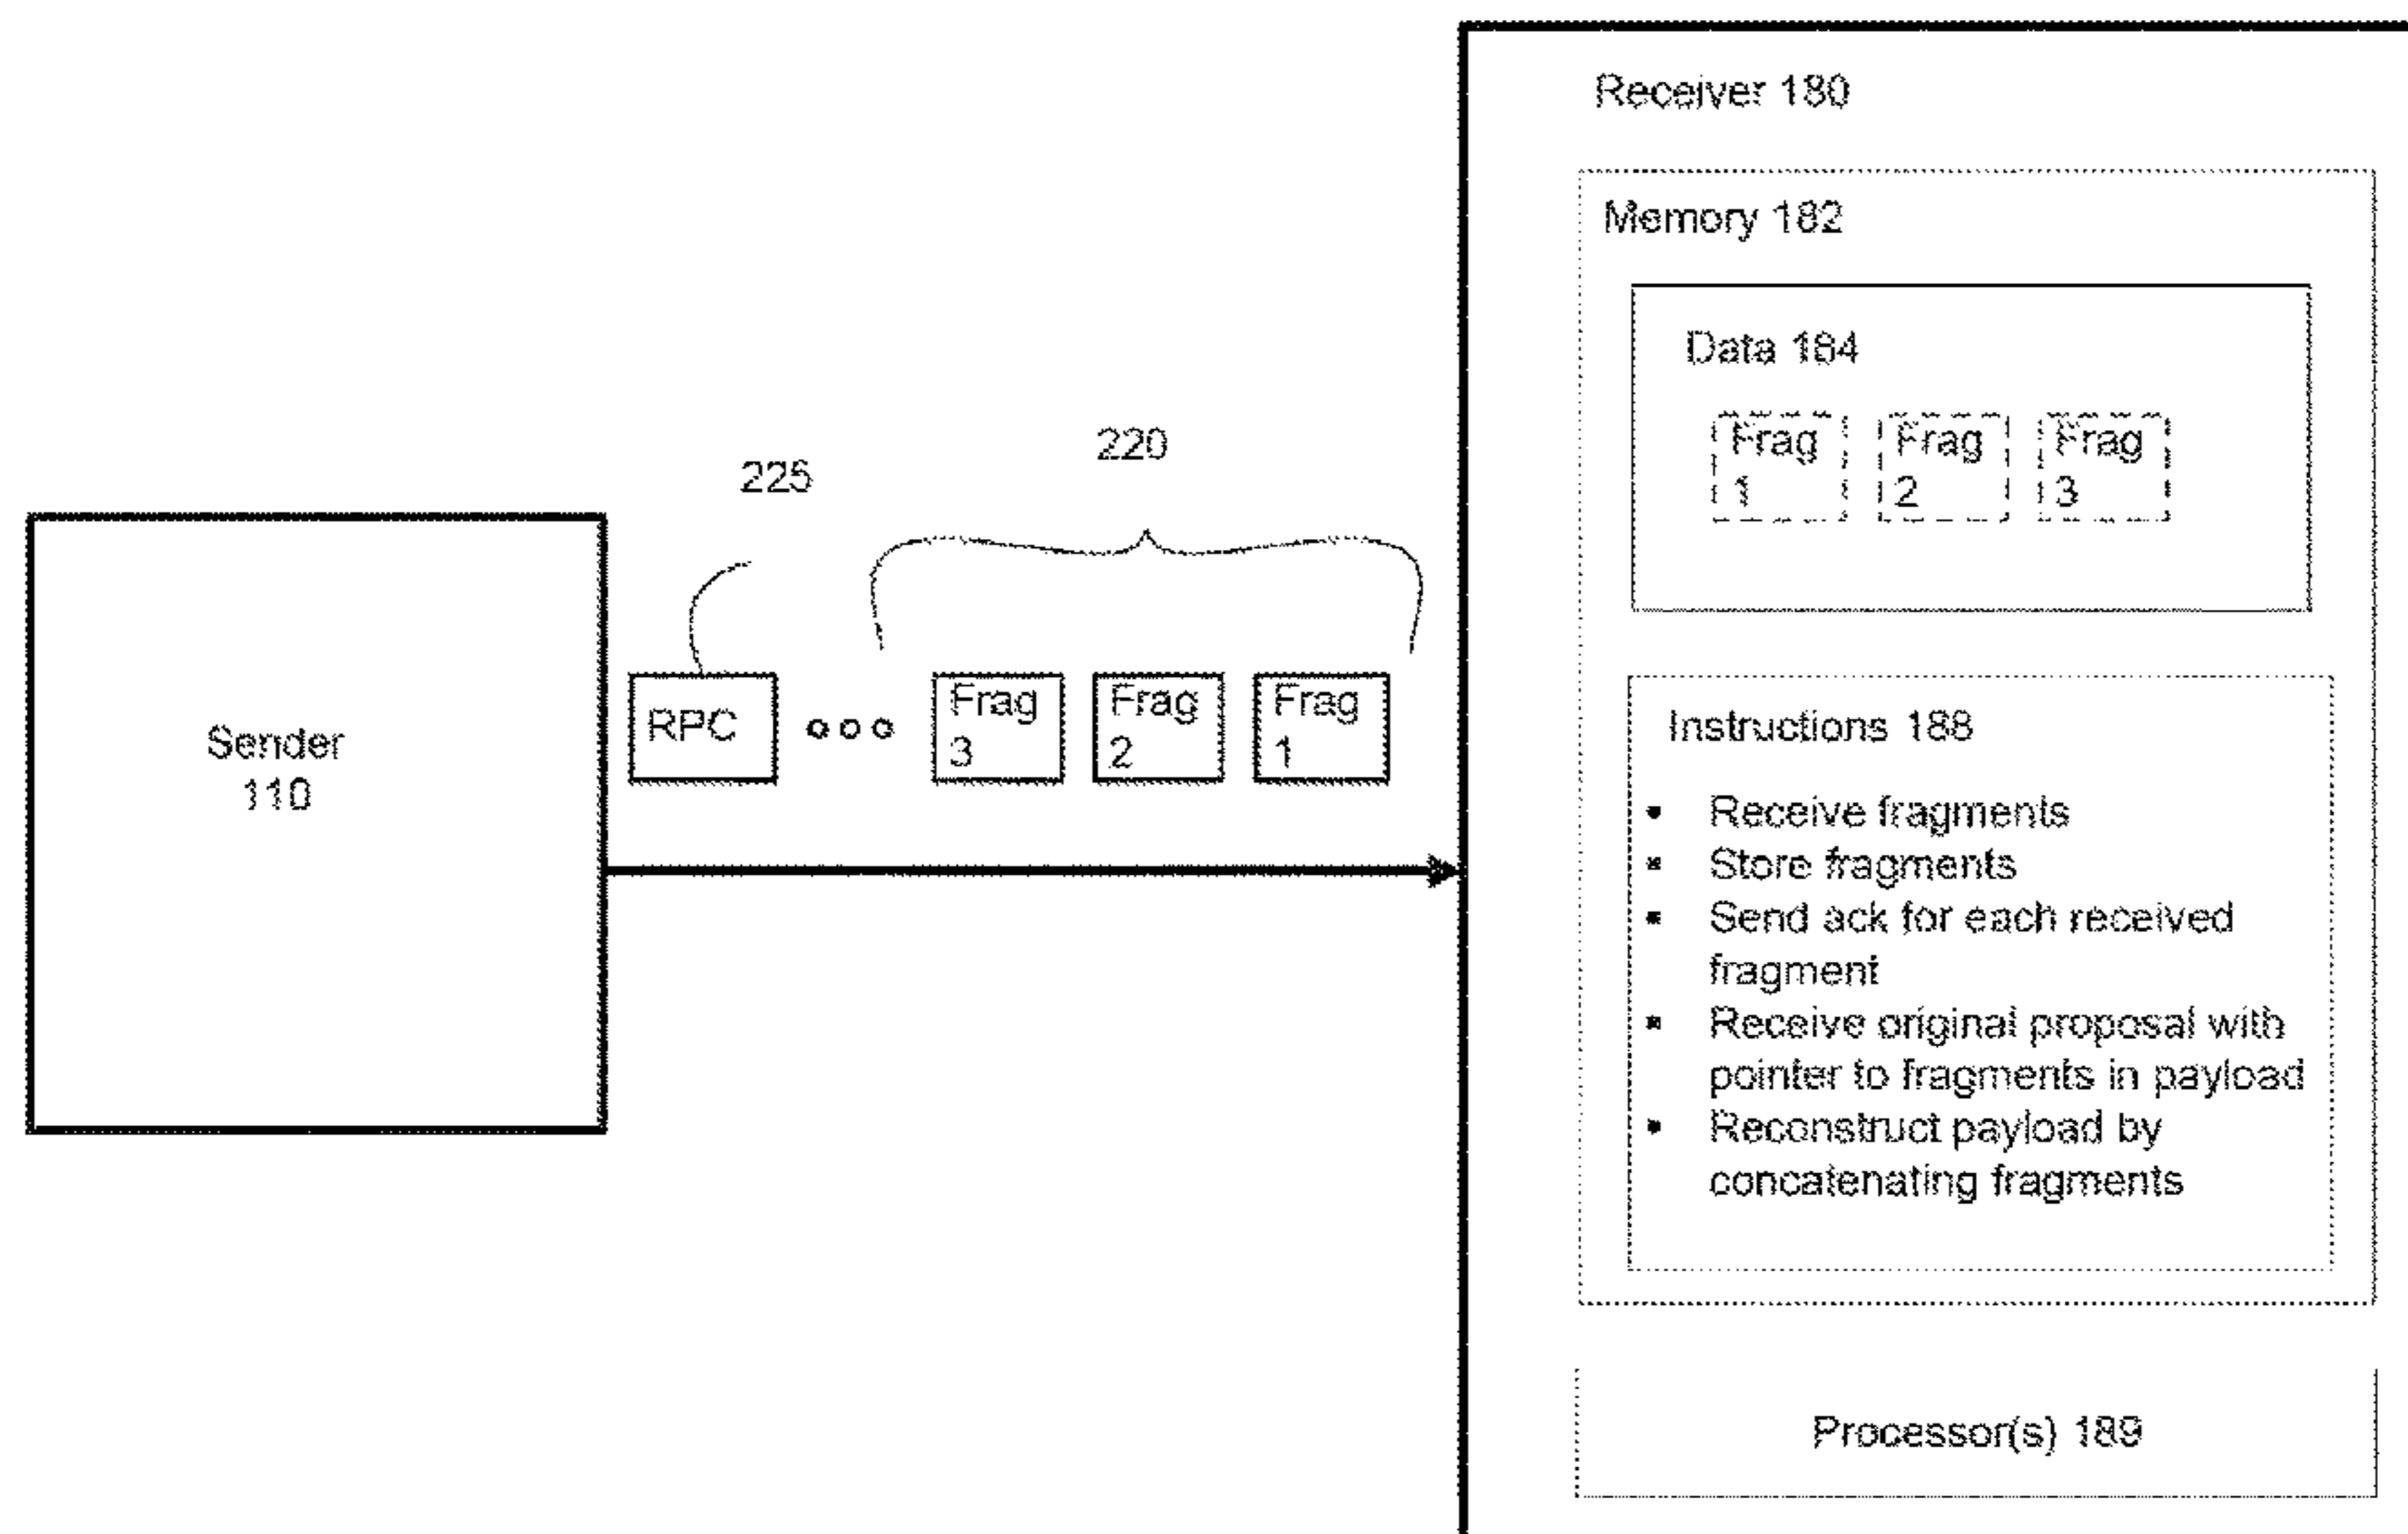 Receiver 180
Memory 182
Data 184
Frag
1
Frag
2
Frag
3
220
225
RPC
ooo
Frag
3
Frag
2
Frag
1
Sender
110
Instructions 188
• Receive fragments
• Store fragments
• Send ack for each received
fragment
• Receive original proposal with
pointer to fragments in payload
• Reconstruct payload by
concatenating fragments
Processor(s) 189